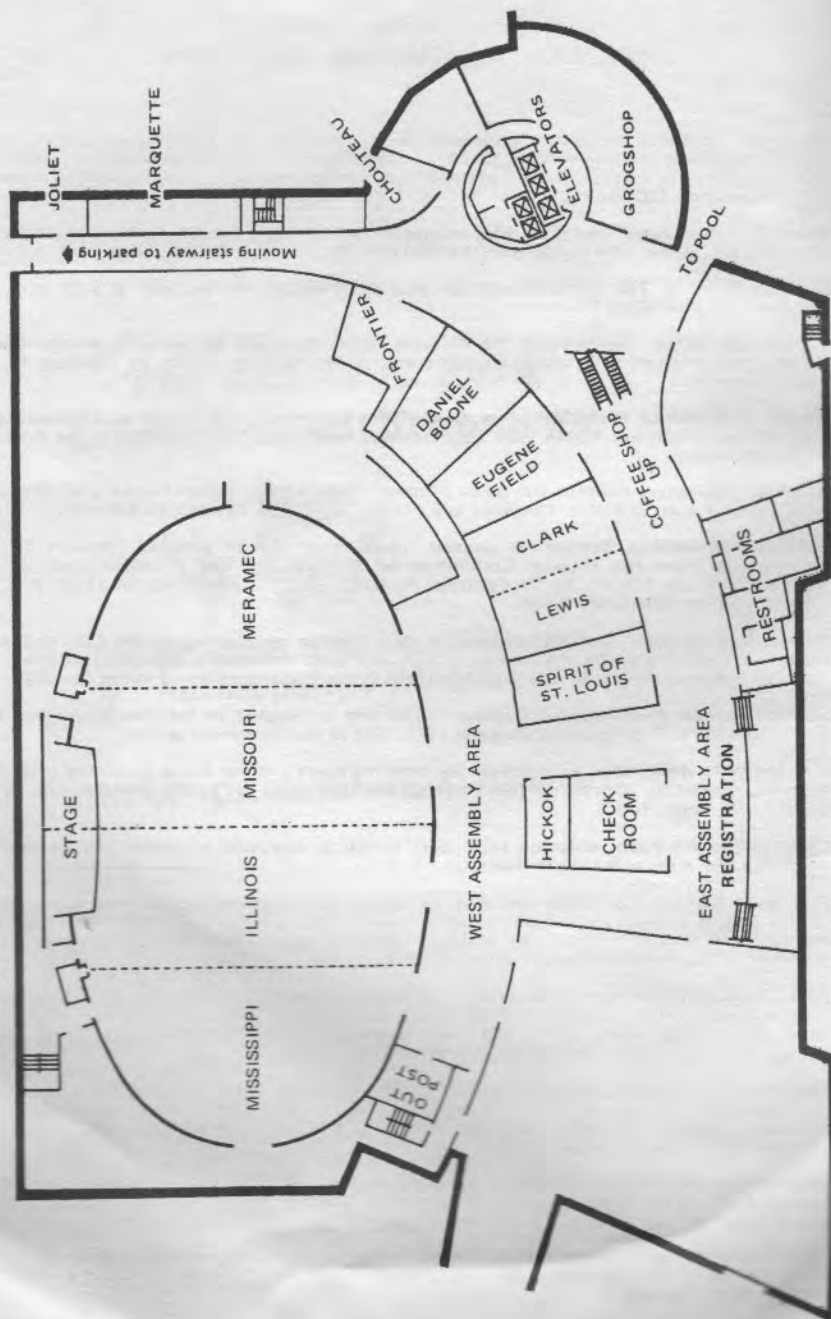 JOLIET
MARQUETTE
Moving stairway to parking
CHOUTEAU
ELEVATORS
GROGSHOP
TO POOL
FRONTIER
DANIEL
BOONE
EUGENE
FIELD
CLARK
LEWIS
SPIRIT OF
ST. LOUIS
COFFEE SHOP
UP
RESTROOMS
STAGE
MERAMEC
MISSOURI
ILLINOIS
MISSISSIPPI
WEST ASSEMBLY AREA
HICKOK
CHECK
ROOM
EAST ASSEMBLY AREA
REGISTRATION
OUT
POST